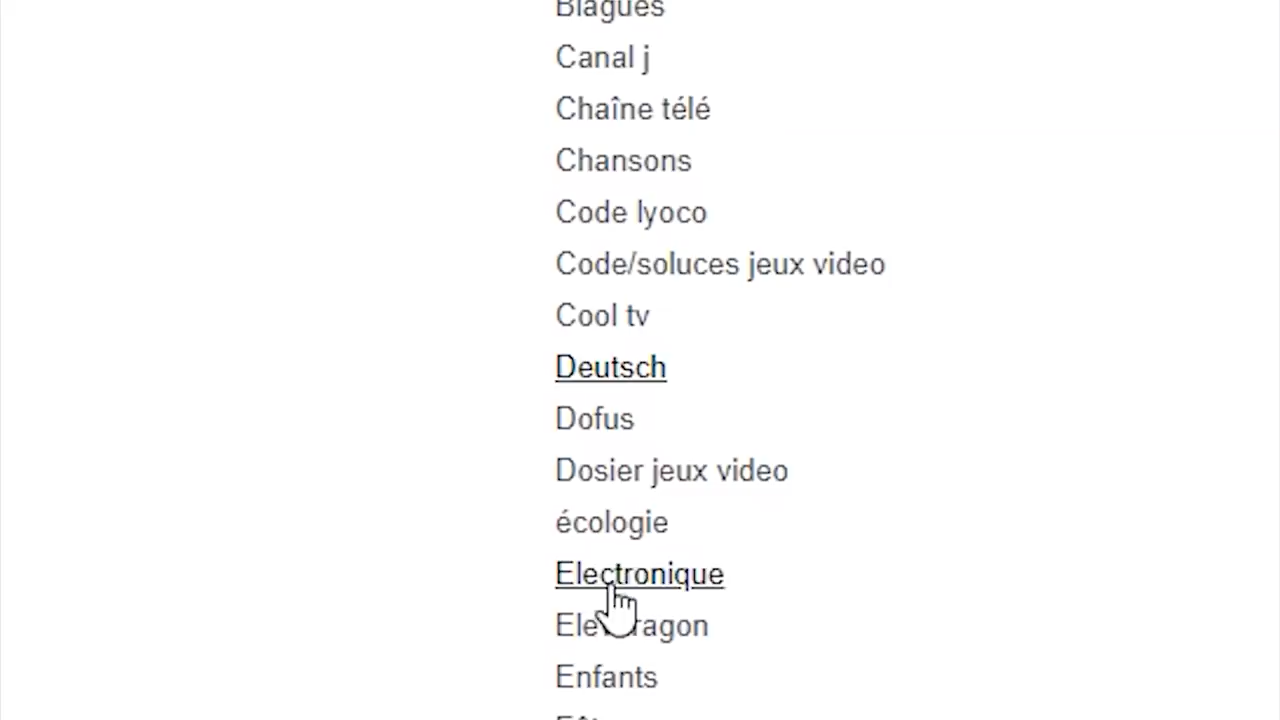 Blagues
Canal j
Chaîne télé
Chansons
Code lyoco
Code/soluces jeux video
Cool tv
Deutsch
Dofus
Dosier jeux video
écologie
Electronique
Enfants